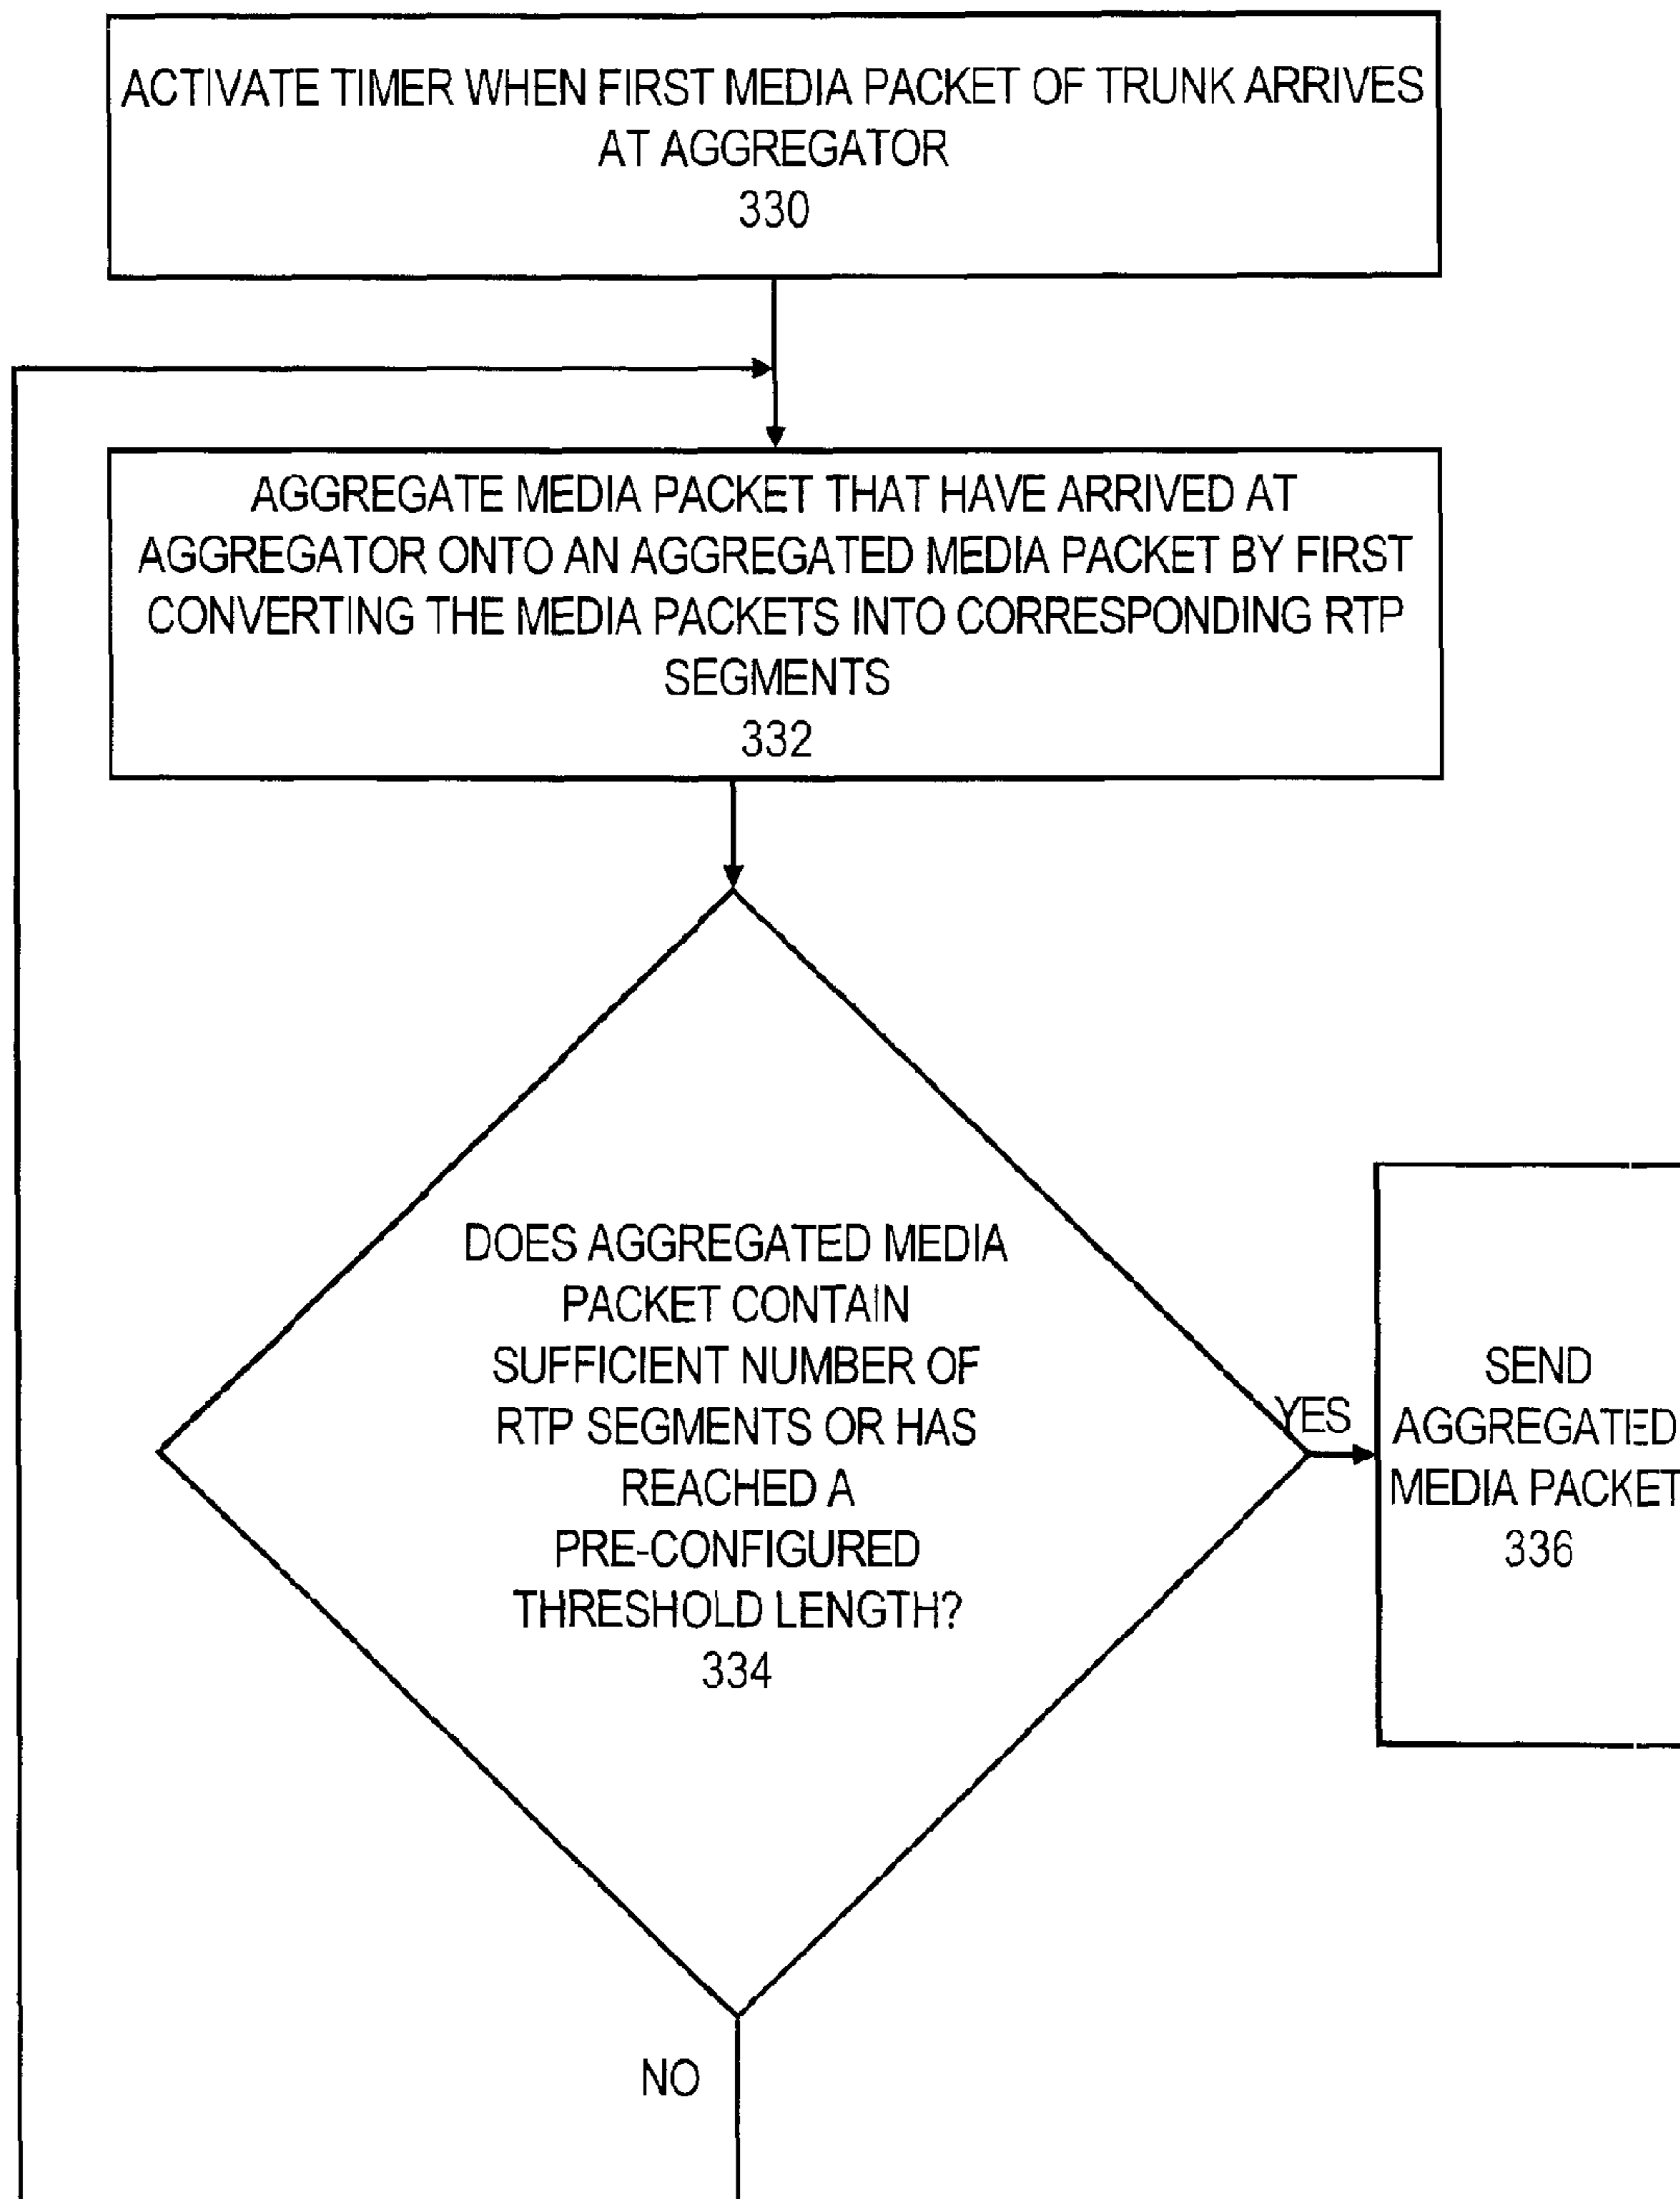 ACTIVATE TIMER WHEN FIRST MEDIA PACKET OF TRUNK ARRIVES
AT AGGREGATOR
330
AGGREGATE MEDIA PACKET THAT HAVE ARRIVED AT
AGGREGATOR ONTO AN AGGREGATED MEDIA PACKET BY FIRST
CONVERTING THE MEDIA PACKETS INTO CORRESPONDING RTP
SEGMENTS
332
DOES AGGREGATED MEDIA
PACKET CONTAIN
SUFFICIENT NUMBER OF
RTP SEGMENTS OR HAS
REACHED A
PRE-CONFIGURED
THRESHOLD LENGTH?
334
YES
SEND
AGGREGATED
MEDIA PACKET
336
NO